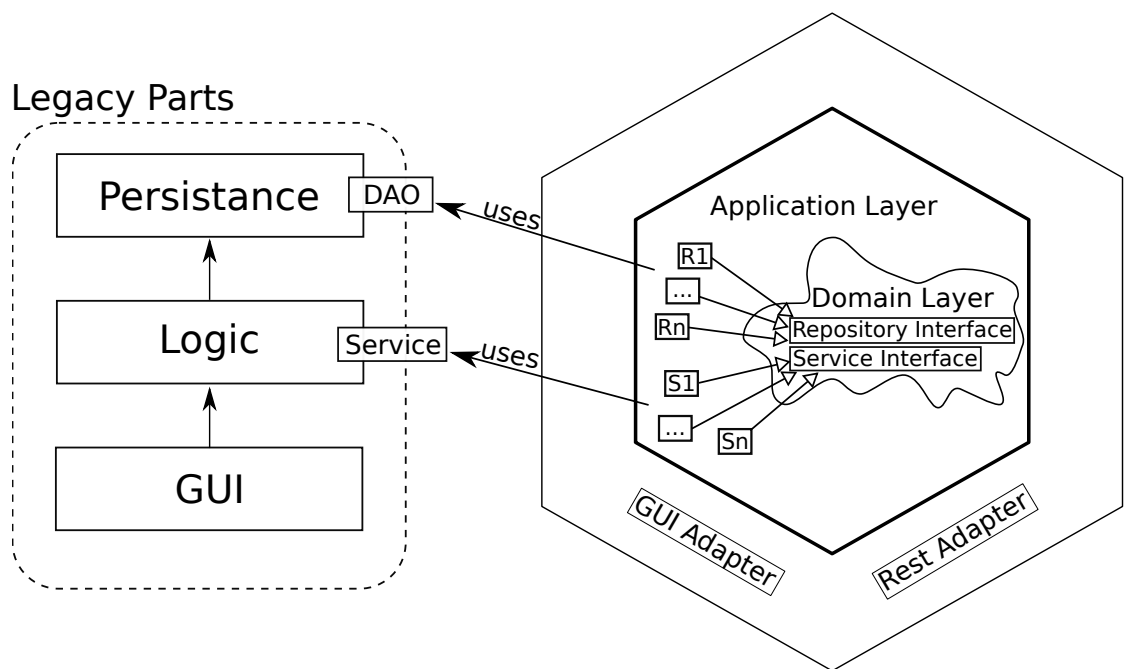 Legacy Parts
Persistance
DAO
uses
Logic
Service
uses
GUI
Application Layer
R1
...
Rn
Domain Layer
Repository Interface
Service Interface
S1
...
Sn
GUI Adapter
Rest Adapter